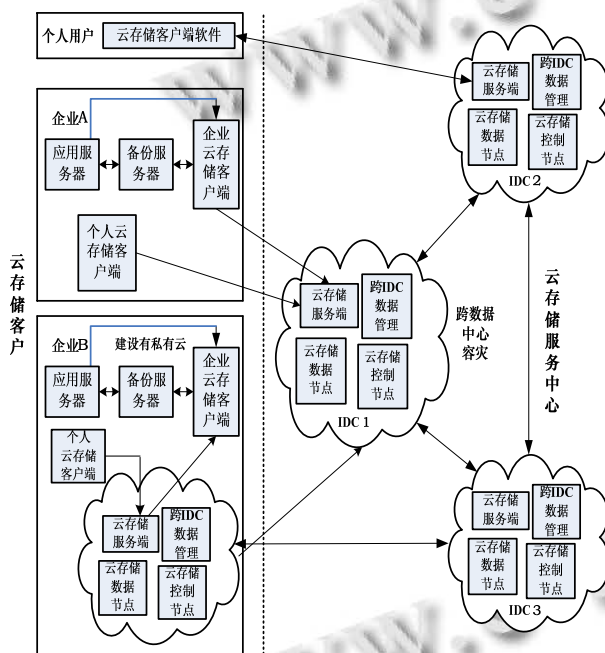 个人用户
云存储客户端软件
云存储客户
企业A
应用服
务器
备份服
务器
企业
云存储客
户端
个人云
存储客
户端
企业B
建设有私有云
应用服
务器
备份服
务器
企业
云存储客
户端
个人
云存储
客户端
云存储
服务端
跨IDC
数据
管理
云存储
数据
节点
云存储
控制
节点
云存储
服务端
跨IDC
数据
管理
云存储
数据
节点
云存储
控制
节点
IDC 2
云存储
服务端
跨IDC
数据
管理
云存储
数据
节点
云存储
控制
节点
IDC 1
跨数据
中心
容灾
云存储服务中心
云存储
服务端
跨IDC
数据
管理
云存储
数据
节点
云存储
控制
节点
IDC 3